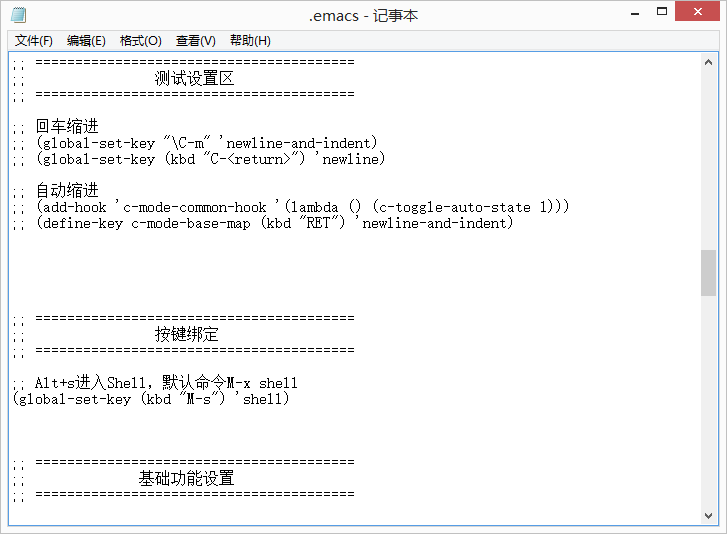 .emacs - 记事本
文件(F) 编辑(E) 格式(O) 查看(V) 帮助(H)
;; ========================================
;;                测试设置区
;; ========================================
;; 回车缩进
;; (global-set-key "\C-m" 'newline-and-indent)
;; (global-set-key (kbd "C-<return>") 'newline)
;; 自动缩进
;; (add-hook 'c-mode-common-hook '(lambda () (c-toggle-auto-state 1)))
;; (define-key c-mode-base-map (kbd "RET") 'newline-and-indent)
;; ========================================
;;                按键绑定
;; ========================================
;; Alt+s进入Shell，默认命令M-x shell
(global-set-key (kbd "M-s") 'shell)
;; ========================================
;;              基础功能设置
;; ========================================